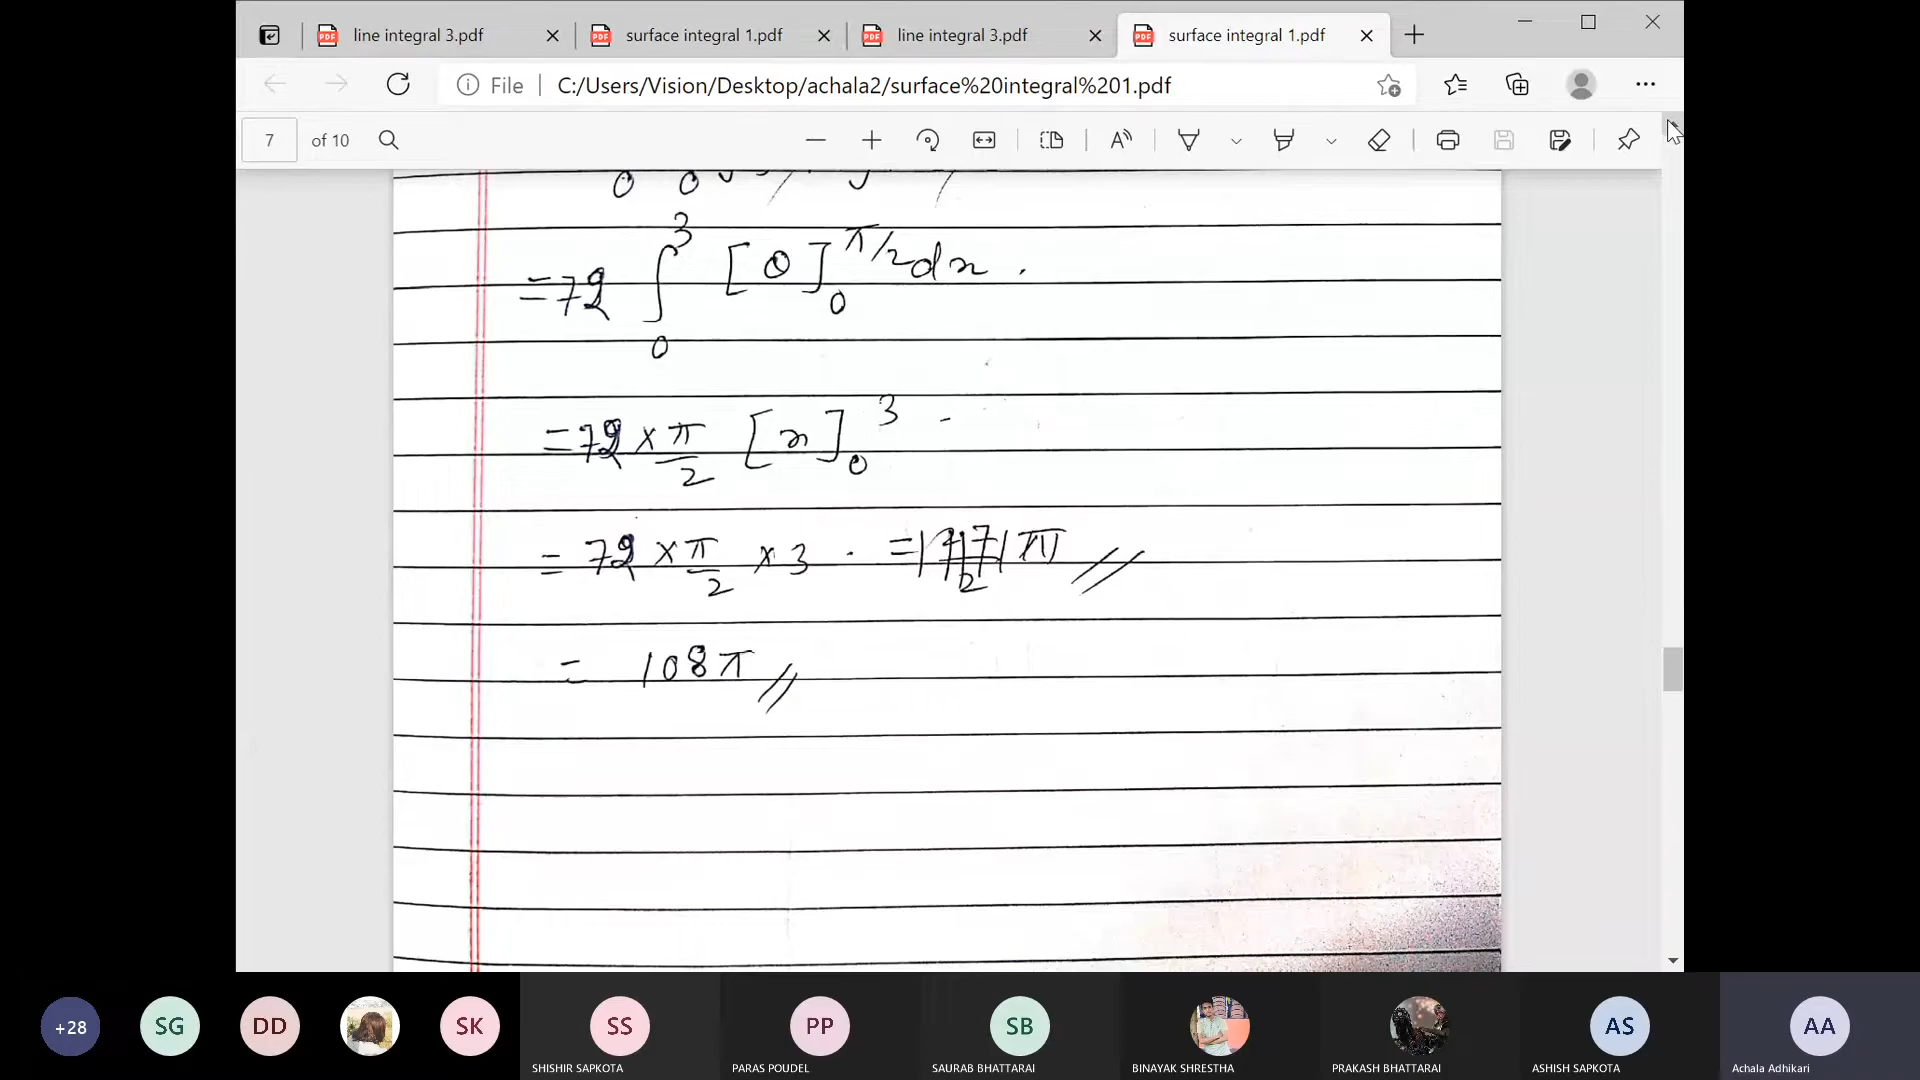 line integral 3.pdf surface integral 1.pdf line integral 3.pdf surface integral 1.pdf
File C:/Users/Vision/Desktop/achala2/surface%20integral%201.pdf
7 of 10
0 0
=72 ∫₀³ [θ]₀^{π/2} dx .
=72 × π/2 [x]₀³
= 72 × π/2 × 3 . = π //
= 108π //
+28 SG DD SK SS PP SB AS AA
SHISHIR SAPKOTA PARAS POUDEL SAURAB BHATTARAI BINAYAK SHRESTHA PRAKASH BHATTARAI ASHISH SAPKOTA Achala Adhikari